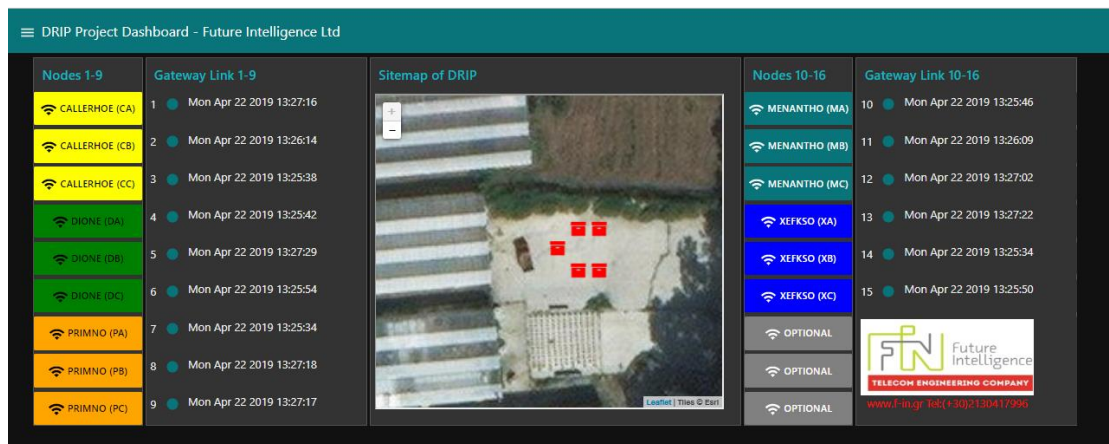 DRIP Project Dashboard - Future Intelligence Ltd
Nodes 1-9
CALLERHOE (CA)
CALLERHOE (CB)
CALLERHOE (CC)
DIONE (DA)
DIONE (DB)
DIONE (DC)
PRIMNO (PA)
PRIMNO (PB)
PRIMNO (PC)
Gateway Link 1-9
1 Mon Apr 22 2019 13:27:16
2 Mon Apr 22 2019 13:26:14
3 Mon Apr 22 2019 13:25:38
4 Mon Apr 22 2019 13:25:42
5 Mon Apr 22 2019 13:27:29
6 Mon Apr 22 2019 13:25:54
7 Mon Apr 22 2019 13:25:34
8 Mon Apr 22 2019 13:27:18
9 Mon Apr 22 2019 13:27:17
Sitemap of DRIP
+
−
Leaflet | Tiles © Esri
Nodes 10-16
MENANTHO (MA)
MENANTHO (MB)
MENANTHO (MC)
XEFKSO (XA)
XEFKSO (XB)
XEFKSO (XC)
OPTIONAL
OPTIONAL
OPTIONAL
Gateway Link 10-16
10 Mon Apr 22 2019 13:25:46
11 Mon Apr 22 2019 13:26:09
12 Mon Apr 22 2019 13:27:02
13 Mon Apr 22 2019 13:27:22
14 Mon Apr 22 2019 13:25:34
15 Mon Apr 22 2019 13:25:50
FIN Future
Intelligence
TELECOM ENGINEERING COMPANY
www.f-in.gr Tel:(+30)2130417996